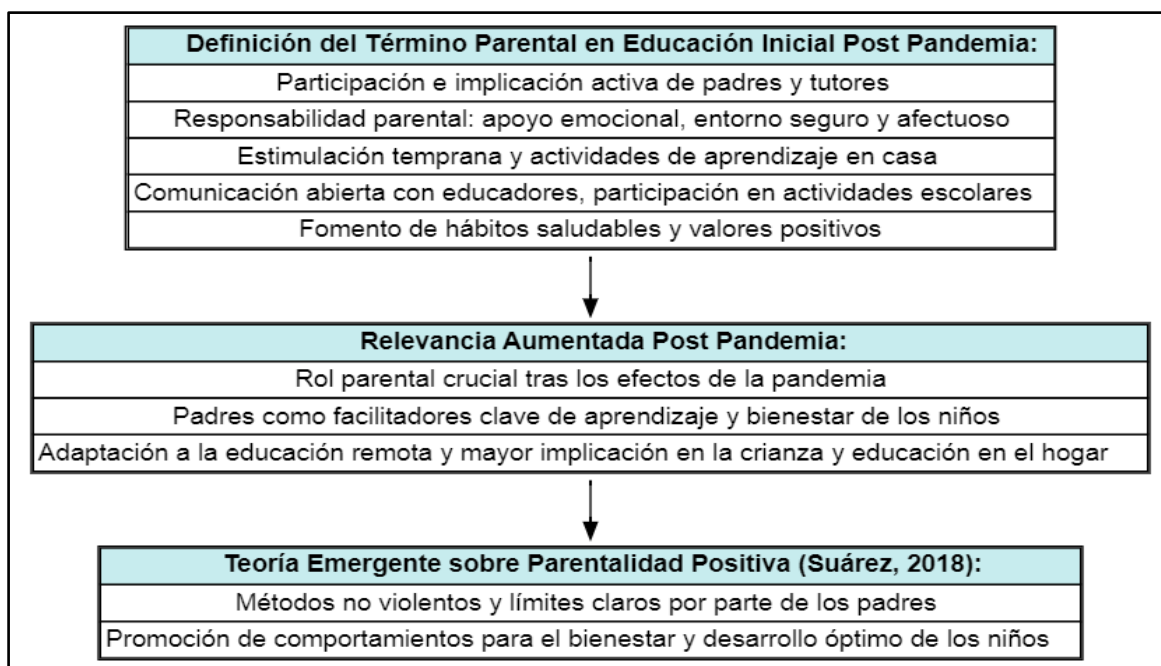 Definición del Término Parental en Educación Inicial Post Pandemia:
Participación e implicación activa de padres y tutores
Responsabilidad parental: apoyo emocional, entorno seguro y afectuoso
Estimulación temprana y actividades de aprendizaje en casa
Comunicación abierta con educadores, participación en actividades escolares
Fomento de hábitos saludables y valores positivos
Relevancia Aumentada Post Pandemia:
Rol parental crucial tras los efectos de la pandemia
Padres como facilitadores clave de aprendizaje y bienestar de los niños
Adaptación a la educación remota y mayor implicación en la crianza y educación en el hogar
Teoría Emergente sobre Parentalidad Positiva (Suárez, 2018):
Métodos no violentos y límites claros por parte de los padres
Promoción de comportamientos para el bienestar y desarrollo óptimo de los niños